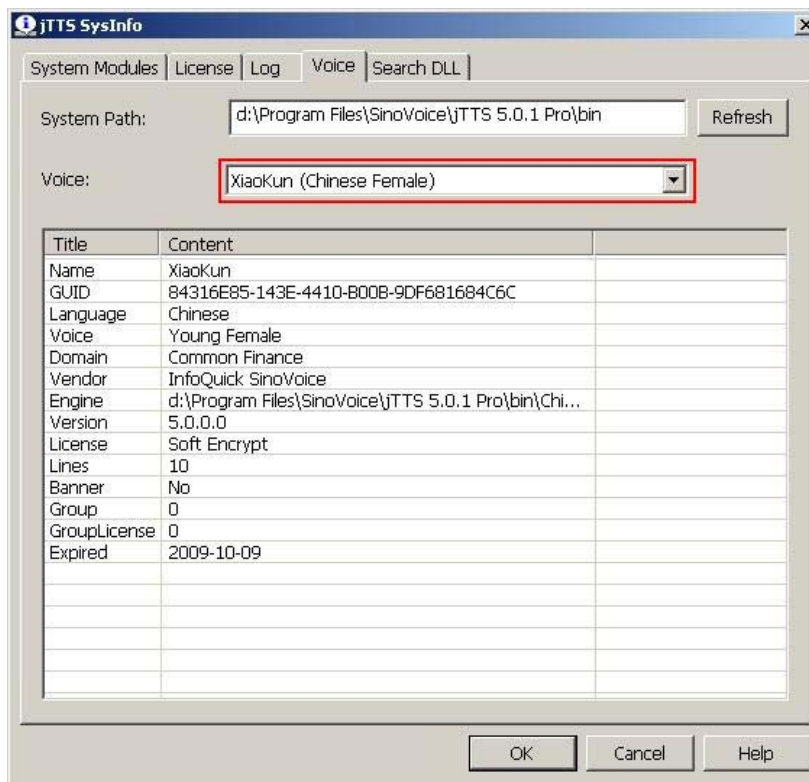 jTTS SysInfo
System Modules License Log Voice Search DLL
System Path: d:\Program Files\SinoVoice\jTTS 5.0.1 Pro\bin Refresh
Voice: XiaoKun (Chinese Female)
Title Content
Name XiaoKun
GUID 84316E85-143E-4410-B00B-9DF681684C6C
Language Chinese
Voice Young Female
Domain Common Finance
Vendor InfoQuick SinoVoice
Engine d:\Program Files\SinoVoice\jTTS 5.0.1 Pro\bin\Chi...
Version 5.0.0.0
License Soft Encrypt
Lines 10
Banner No
Group 0
GroupLicense 0
Expired 2009-10-09
OK Cancel Help